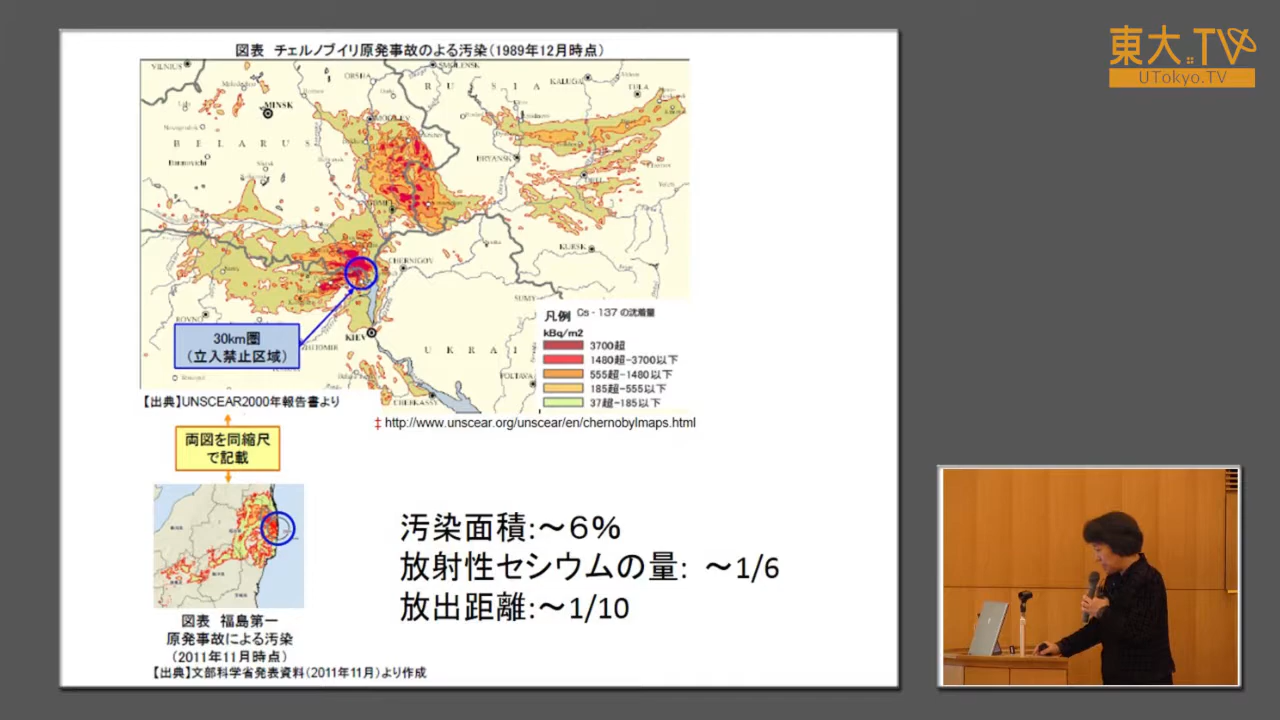 図表 チェルノブイリ原発事故のよる汚染(1989年12月時点)
東大.TV
UTokyo.TV
VILNIUS
SMOLENSK
ORSHA
KALUGA
TULA
R U S S I A
MINSK
MOGILEV
B E L A R U S
BRYANSK
OREL
GOMEL
KURSK
CHERNIGOV
SUMY
ROVNO
30km圏
(立入禁止区域)
ZHITOMIR
KIEV
U K R A I
POLTAVA
CHERKASSY
凡例 Cs‐137 の沈着量
kBq/m2
3700超
1480超-3700以下
555超-1480以下
185超-555以下
37超-185以下
【出典】UNSCEAR2000年報告書より
‡ http://www.unscear.org/unscear/en/chernobylmaps.html
両図を同縮尺
で記載
汚染面積:～6%
放射性セシウムの量: ～1/6
放出距離:～1/10
図表 福島第一
原発事故による汚染
(2011年11月時点)
【出典】文部科学省発表資料(2011年11月)より作成